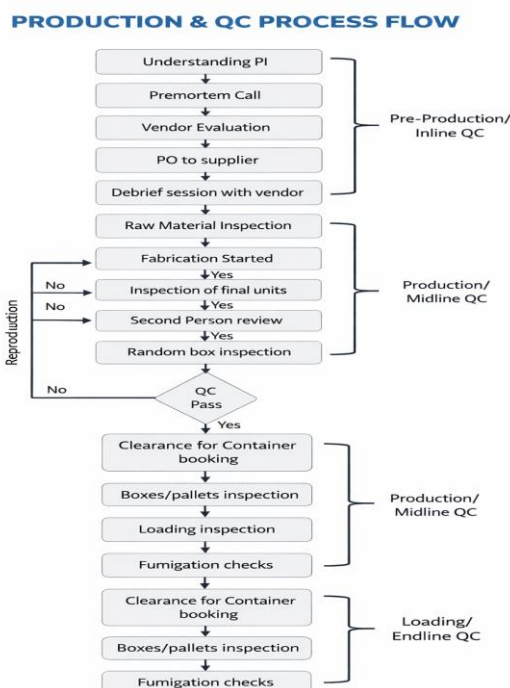 PRODUCTION & QC PROCESS FLOW
Understanding PI
Premortem Call
Vendor Evaluation
PO to supplier
Debrief session with vendor
Pre-Production/
Inline QC
Raw Material Inspection
Fabrication Started
Yes
No
Inspection of final units
No
Yes
Second Person review
Yes
Random box inspection
Production/
Midline QC
Reproduction
No
QC
Pass
Yes
Clearance for Container
booking
Boxes/pallets inspection
Loading inspection
Fumigation checks
Production/
Midline QC
Clearance for Container
booking
Boxes/pallets inspection
Fumigation checks
Loading/
Endline QC